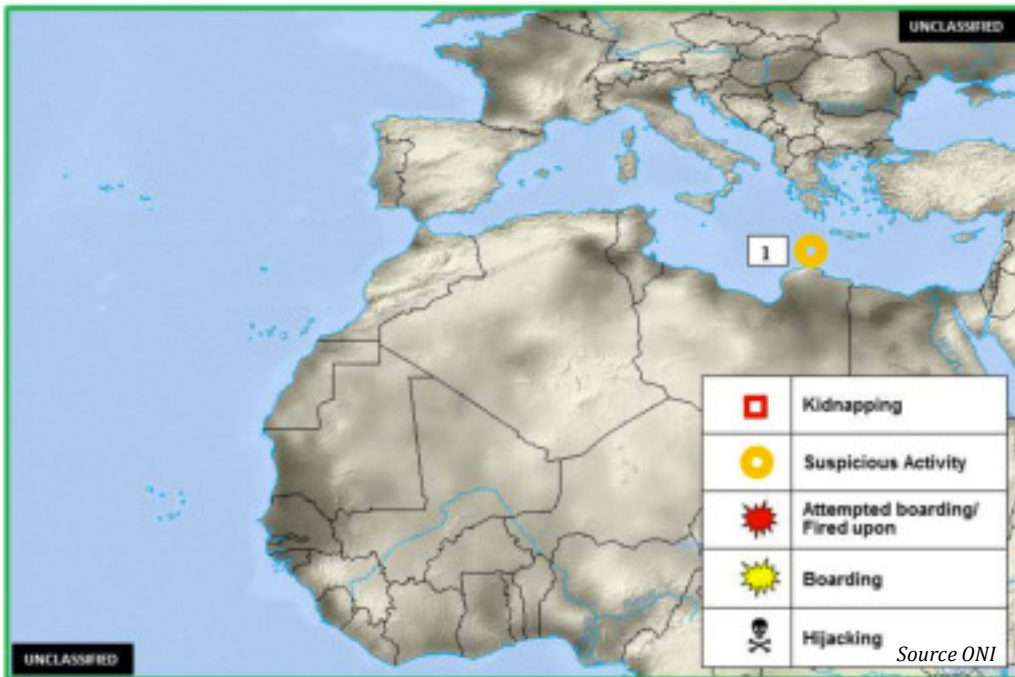 UNCLASSIFIED
1
Kidnapping
Suspicious Activity
Attempted boarding/
Fired upon
Boarding
Hijacking
Source ONI
UNCLASSIFIED